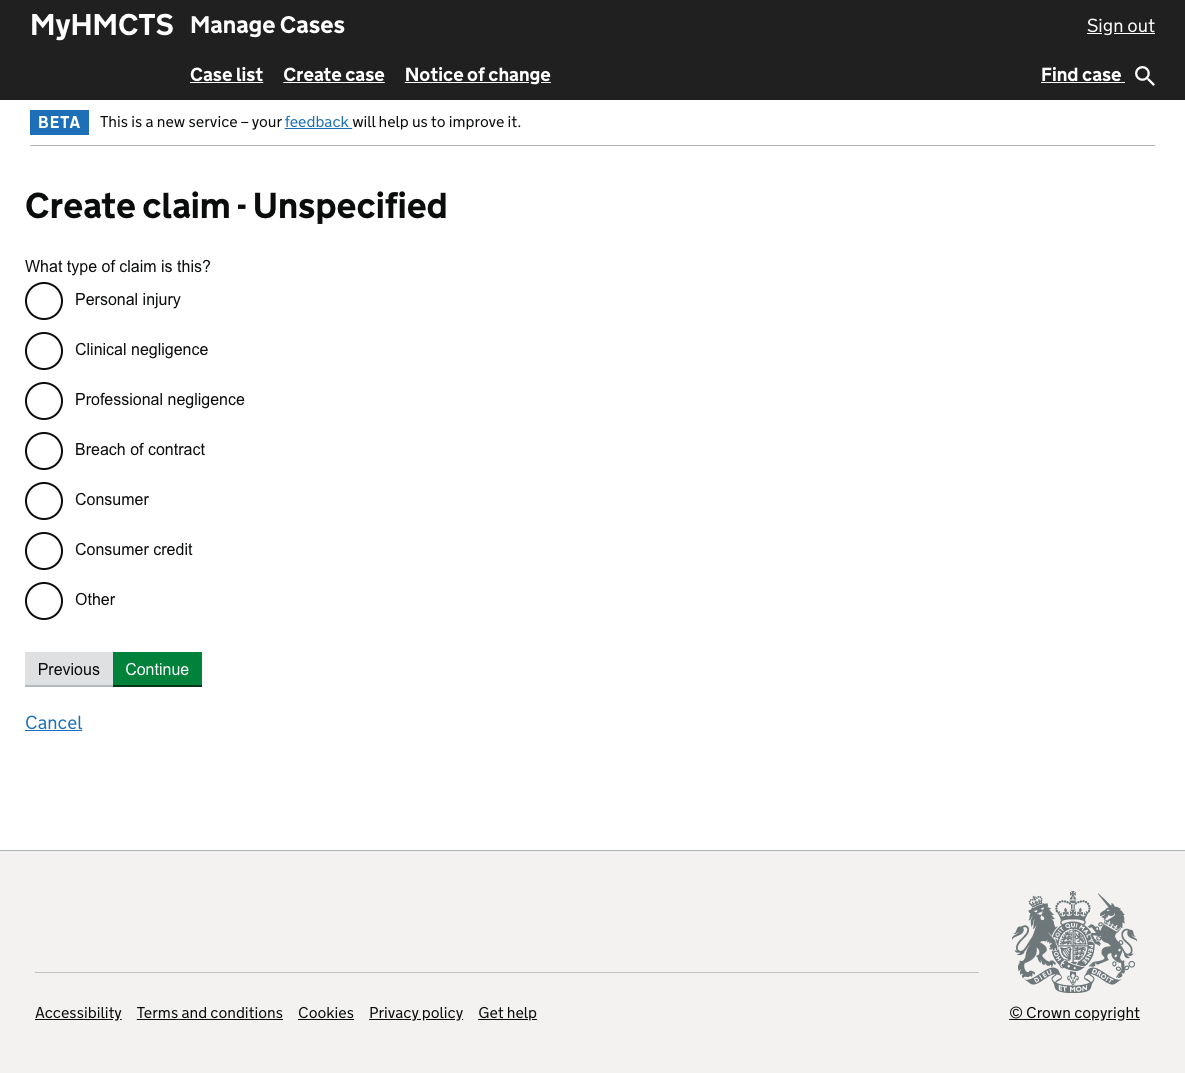 MyHMCTS Manage Cases Sign out
Case list Create case Notice of change Find case
BETA This is a new service – your feedback will help us to improve it.
Create claim - Unspecified
What type of claim is this?
Personal injury
Clinical negligence
Professional negligence
Breach of contract
Consumer
Consumer credit
Other
Previous Continue
Cancel
DIEU ET MON DROIT
Accessibility Terms and conditions Cookies Privacy policy Get help © Crown copyright